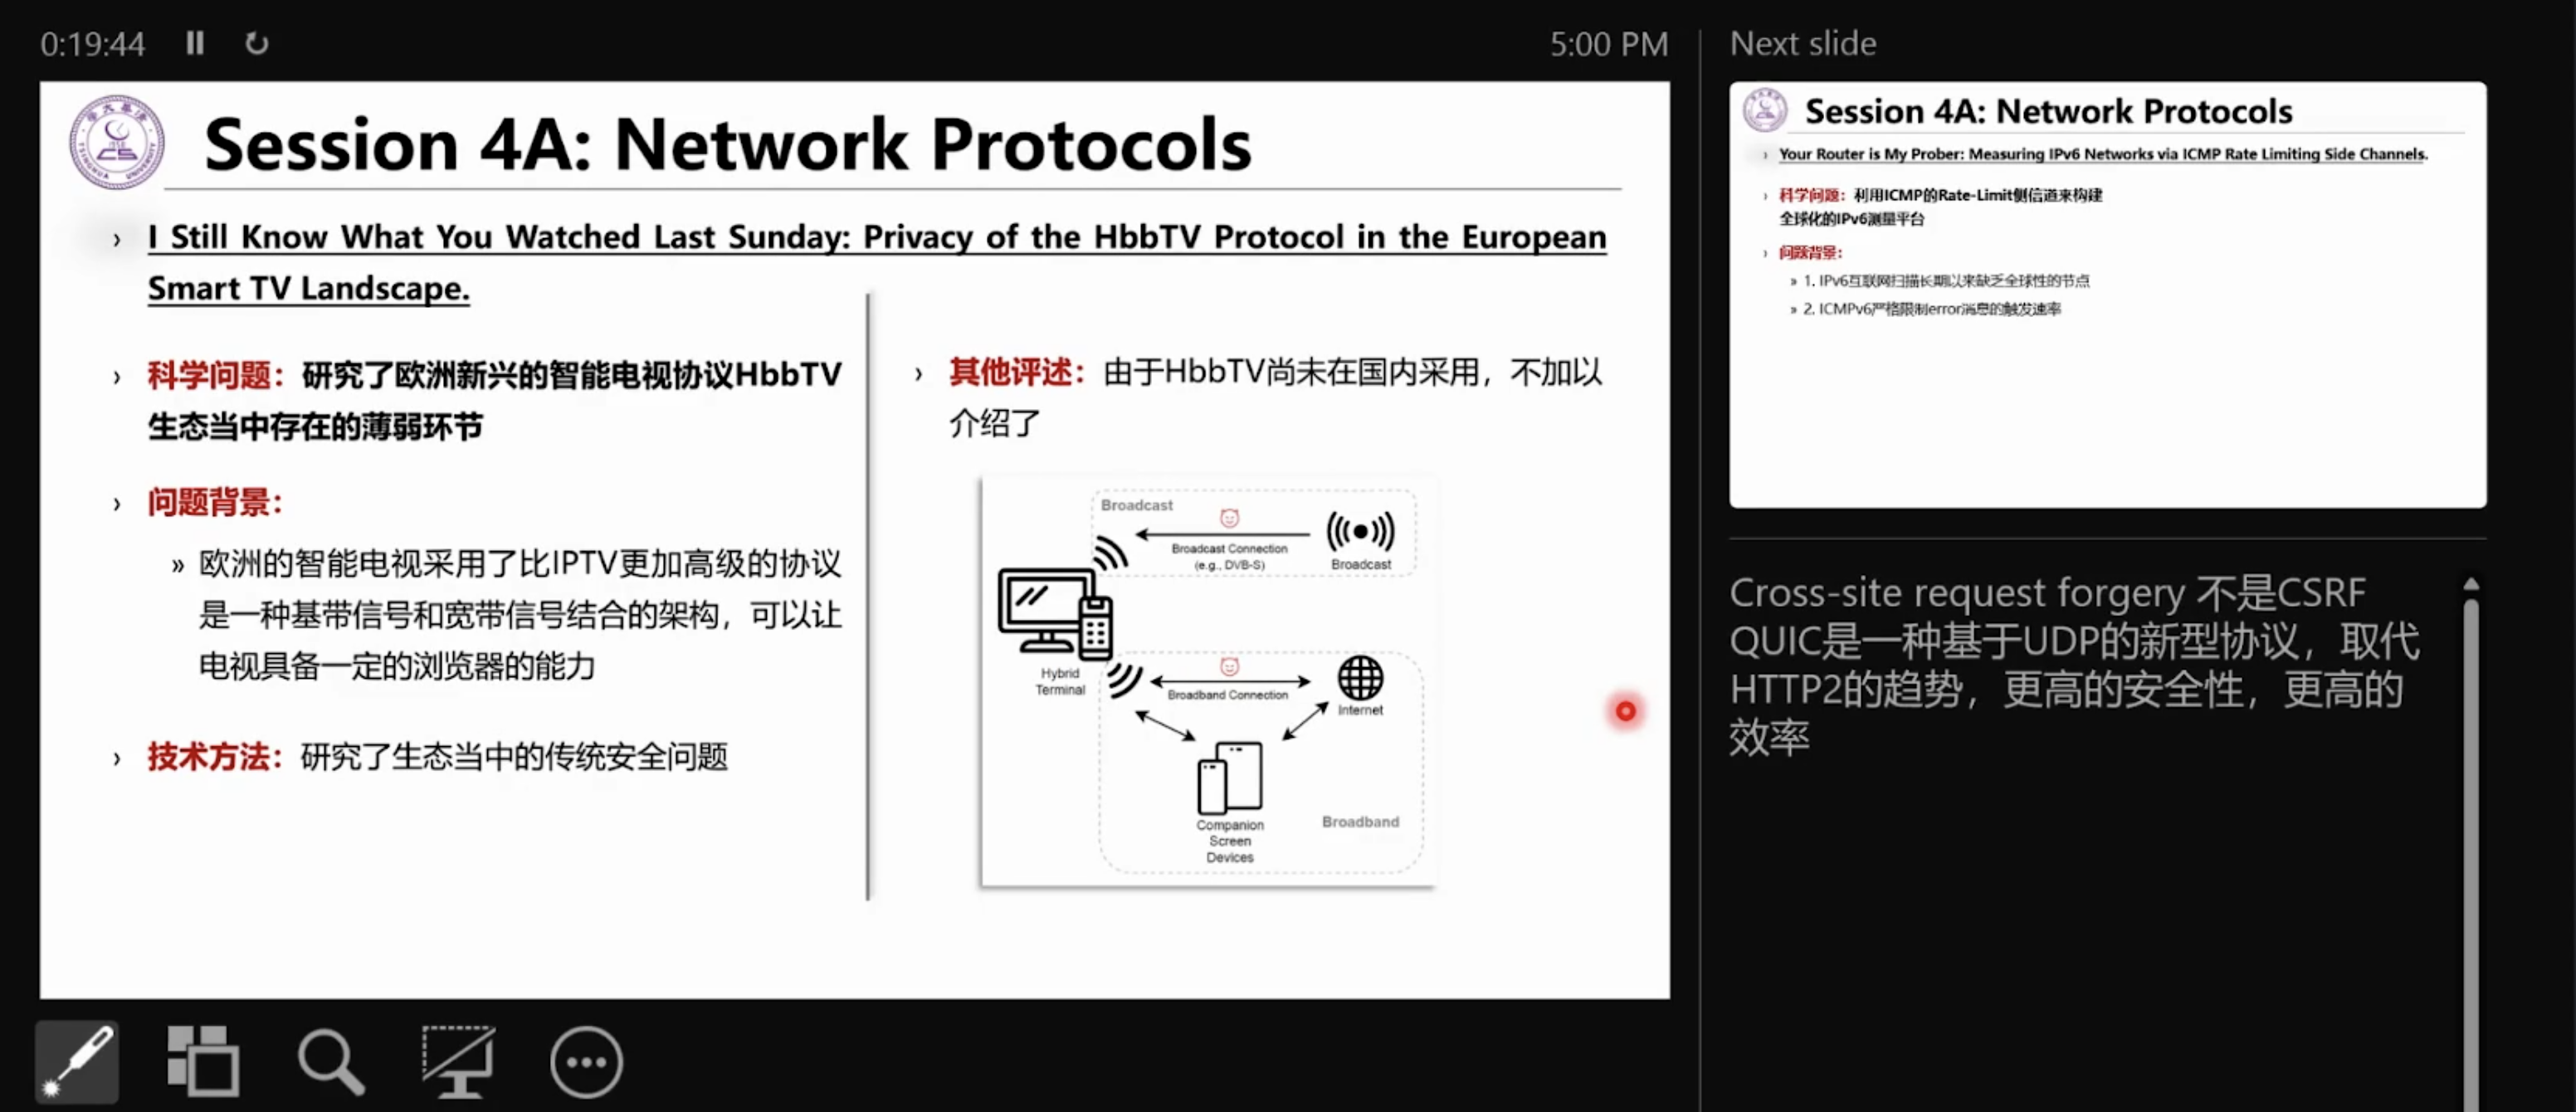 0:19:44
5:00 PM
Session 4A: Network Protocols
› I Still Know What You Watched Last Sunday: Privacy of the HbbTV Protocol in the European
Smart TV Landscape.
› 科学问题：研究了欧洲新兴的智能电视协议HbbTV
生态当中存在的薄弱环节
› 问题背景：
» 欧洲的智能电视采用了比IPTV更加高级的协议
是一种基带信号和宽带信号结合的架构，可以让
电视具备一定的浏览器的能力
› 技术方法：研究了生态当中的传统安全问题
› 其他评述：由于HbbTV尚未在国内采用，不加以
介绍了
Broadcast
Broadcast Connection
(e.g., DVB-S)
Broadcast
Hybrid
Terminal
Broadband Connection
Internet
Companion
Screen
Devices
Broadband
Next slide
Session 4A: Network Protocols
› Your Router is My Prober: Measuring IPv6 Networks via ICMP Rate Limiting Side Channels.
› 科学问题：利用ICMP的Rate-Limit侧信道来构建
全球化的IPv6测量平台
› 问题背景：
» 1. IPv6互联网扫描长期以来缺乏全球性的节点
» 2. ICMPv6严格限制error消息的触发速率
Cross-site request forgery 不是CSRF
QUIC是一种基于UDP的新型协议，取代
HTTP2的趋势，更高的安全性，更高的
效率